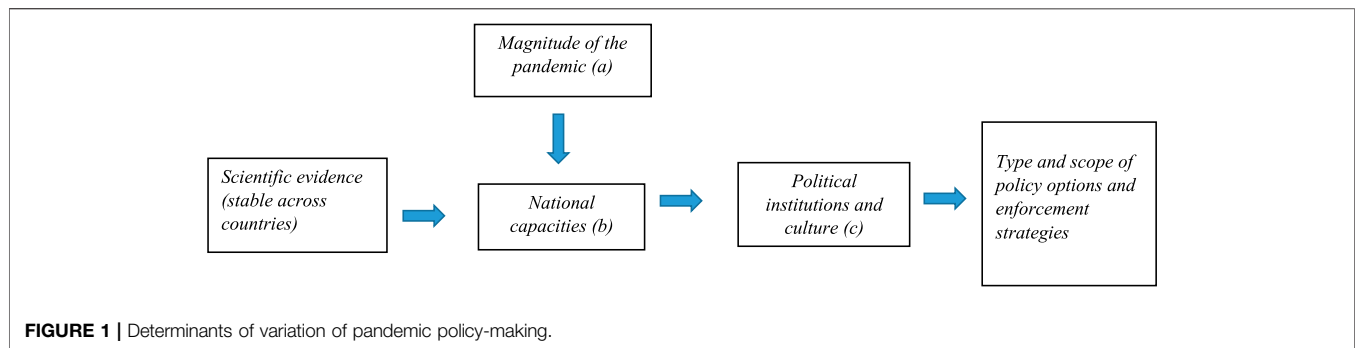 Magnitude of the
pandemic (a)
Scientific evidence
(stable across
countries)
National
capacities (b)
Political
institutions and
culture (c)
Type and scope of
policy options and
enforcement
strategies
FIGURE 1 | Determinants of variation of pandemic policy-making.